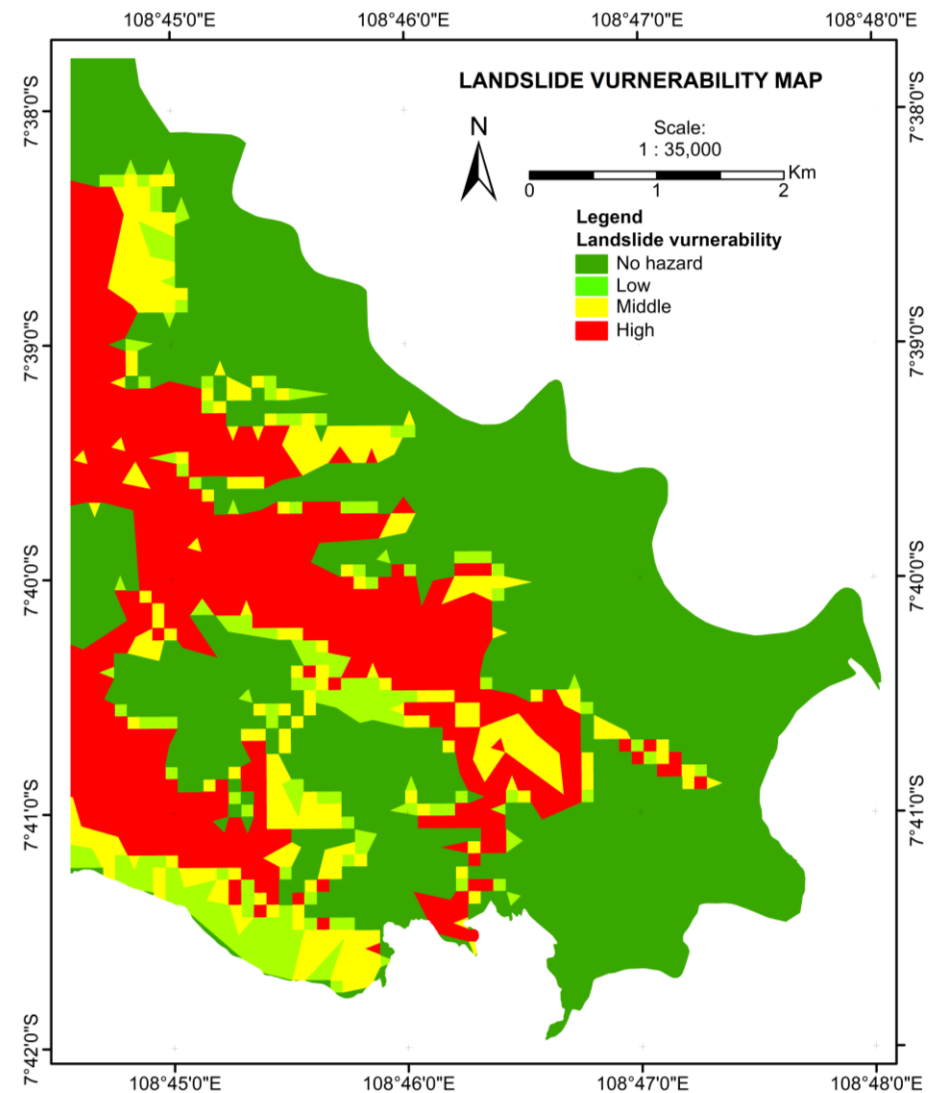 108°45'0"E 108°46'0"E 108°47'0"E 108°48'0"E
LANDSLIDE VURNERABILITY MAP
N
Scale:
1 : 35,000
Km
0 1 2
Legend
Landslide vurnerability
No hazard
Low
Middle
High
7°38'0"S
7°39'0"S
7°40'0"S
7°41'0"S
7°42'0"S
7°38'0"S
7°39'0"S
7°40'0"S
7°41'0"S
108°45'0"E 108°46'0"E 108°47'0"E 108°48'0"E